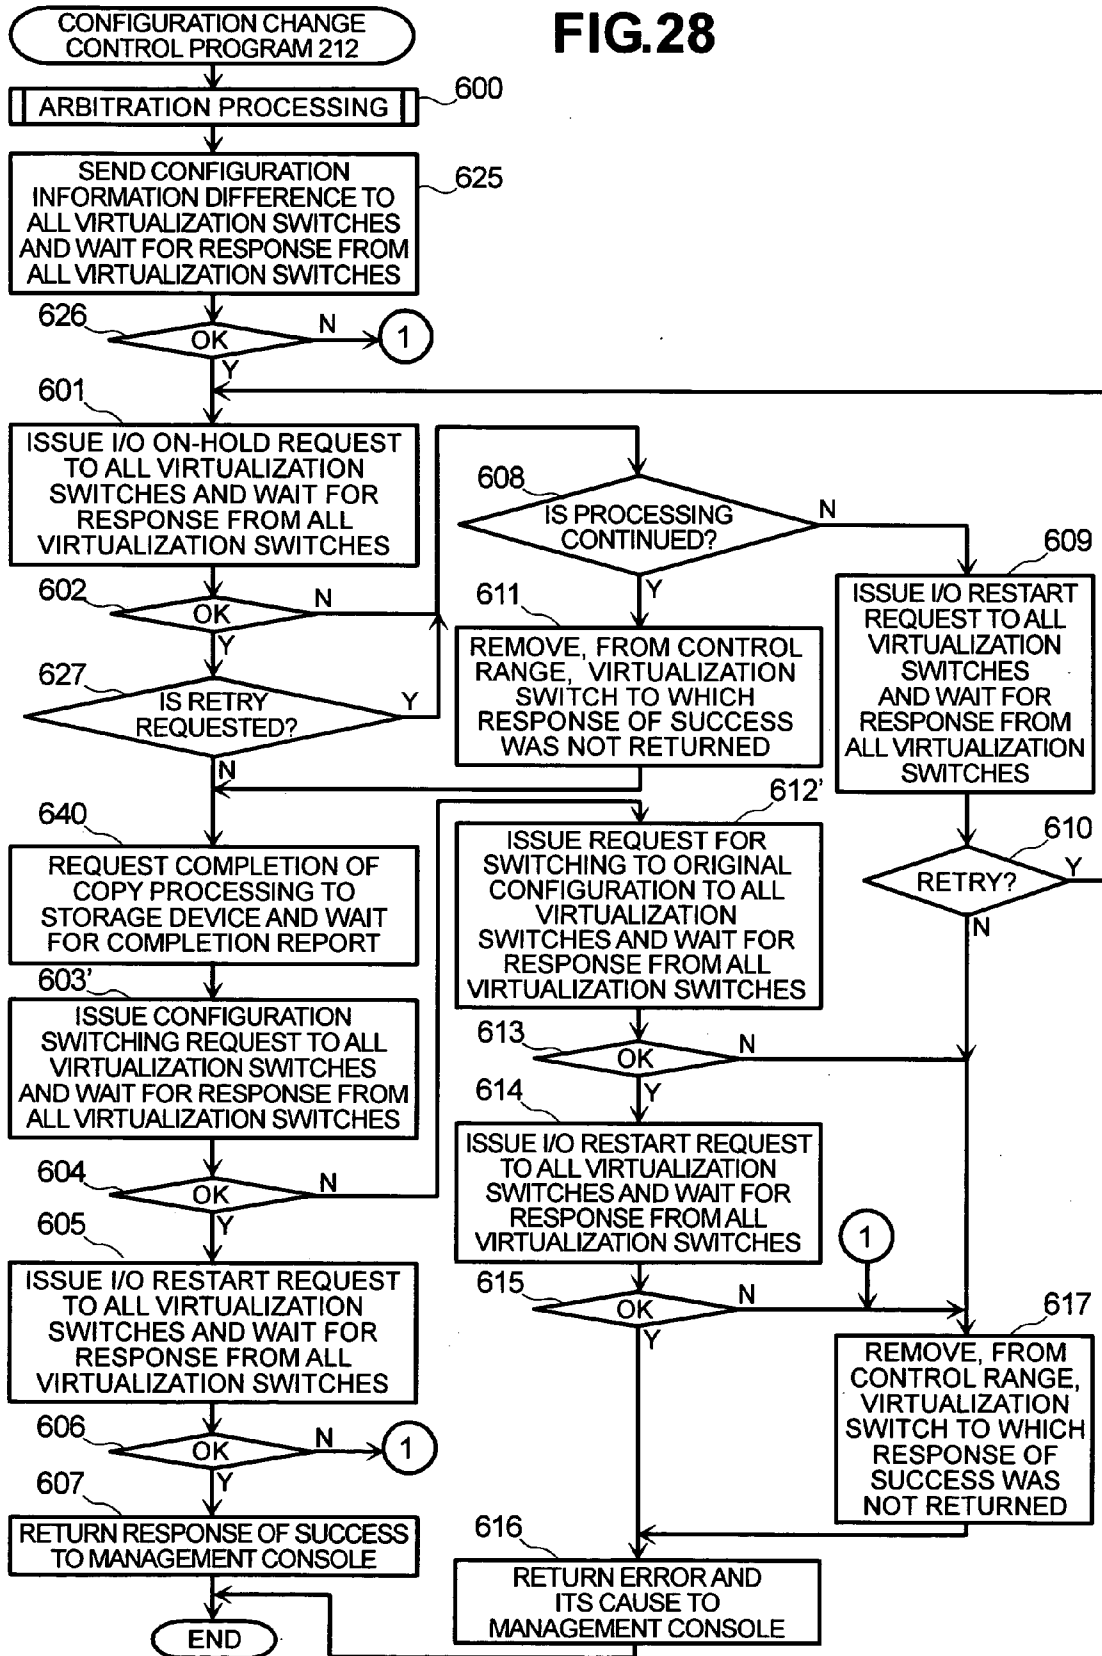 FIG.28
CONFIGURATION CHANGE
CONTROL PROGRAM 212
ARBITRATION PROCESSING
600
SEND CONFIGURATION
INFORMATION DIFFERENCE TO
ALL VIRTUALIZATION SWITCHES
AND WAIT FOR RESPONSE FROM
ALL VIRTUALIZATION SWITCHES
625
626
OK
N
1
Y
601
ISSUE I/O ON-HOLD REQUEST
TO ALL VIRTUALIZATION
SWITCHES AND WAIT FOR
RESPONSE FROM ALL
VIRTUALIZATION SWITCHES
602
OK
N
Y
627
IS RETRY
REQUESTED?
Y
N
640
REQUEST COMPLETION OF
COPY PROCESSING TO
STORAGE DEVICE AND WAIT
FOR COMPLETION REPORT
603'
ISSUE CONFIGURATION
SWITCHING REQUEST TO ALL
VIRTUALIZATION SWITCHES
AND WAIT FOR RESPONSE FROM
ALL VIRTUALIZATION SWITCHES
604
OK
N
Y
605
ISSUE I/O RESTART REQUEST
TO ALL VIRTUALIZATION
SWITCHES AND WAIT FOR
RESPONSE FROM ALL
VIRTUALIZATION SWITCHES
606
OK
N
1
Y
607
RETURN RESPONSE OF SUCCESS
TO MANAGEMENT CONSOLE
END
608
IS PROCESSING
CONTINUED?
N
Y
611
REMOVE, FROM CONTROL
RANGE, VIRTUALIZATION
SWITCH TO WHICH
RESPONSE OF SUCCESS
WAS NOT RETURNED
612'
ISSUE REQUEST FOR
SWITCHING TO ORIGINAL
CONFIGURATION TO ALL
VIRTUALIZATION
SWITCHES AND WAIT FOR
RESPONSE FROM ALL
VIRTUALIZATION SWITCHES
613
OK
N
Y
614
ISSUE I/O RESTART REQUEST
TO ALL VIRTUALIZATION
SWITCHES AND WAIT FOR
RESPONSE FROM ALL
VIRTUALIZATION SWITCHES
615
OK
N
Y
1
616
RETURN ERROR AND
ITS CAUSE TO
MANAGEMENT CONSOLE
609
ISSUE I/O RESTART
REQUEST TO ALL
VIRTUALIZATION
SWITCHES
AND WAIT FOR
RESPONSE FROM
ALL VIRTUALIZATION
SWITCHES
610
RETRY?
Y
N
617
REMOVE, FROM
CONTROL RANGE,
VIRTUALIZATION
SWITCH TO WHICH
RESPONSE OF
SUCCESS WAS
NOT RETURNED